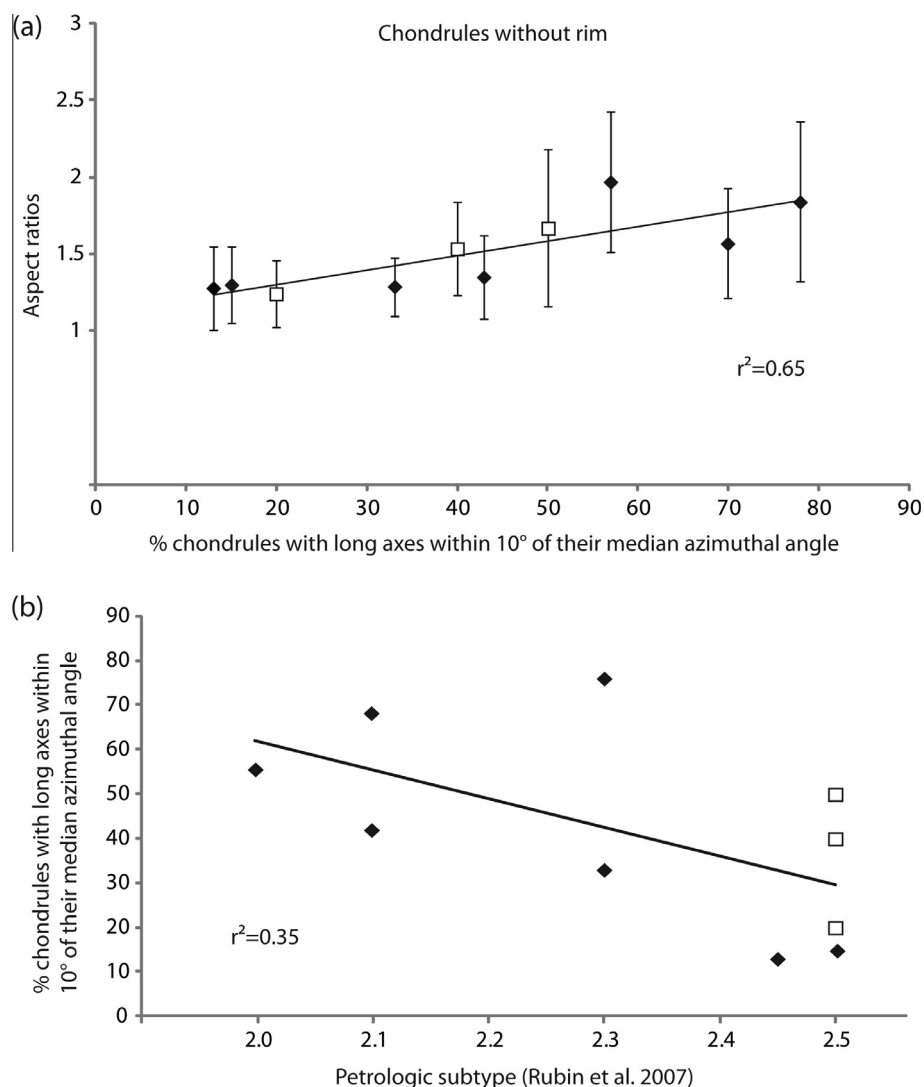 (a)
Chondrules without rim
Aspect ratios
3
2.5
2
1.5
1
r²=0.65
0 10 20 30 40 50 60 70 80 90
% chondrules with long axes within 10° of their median azimuthal angle
(b)
% chondrules with long axes within
10° of their median azimuthal angle
90
80
70
60
50
40
30
20
10
0
r²=0.35
2.0 2.1 2.2 2.3 2.4 2.5
Petrologic subtype (Rubin et al. 2007)